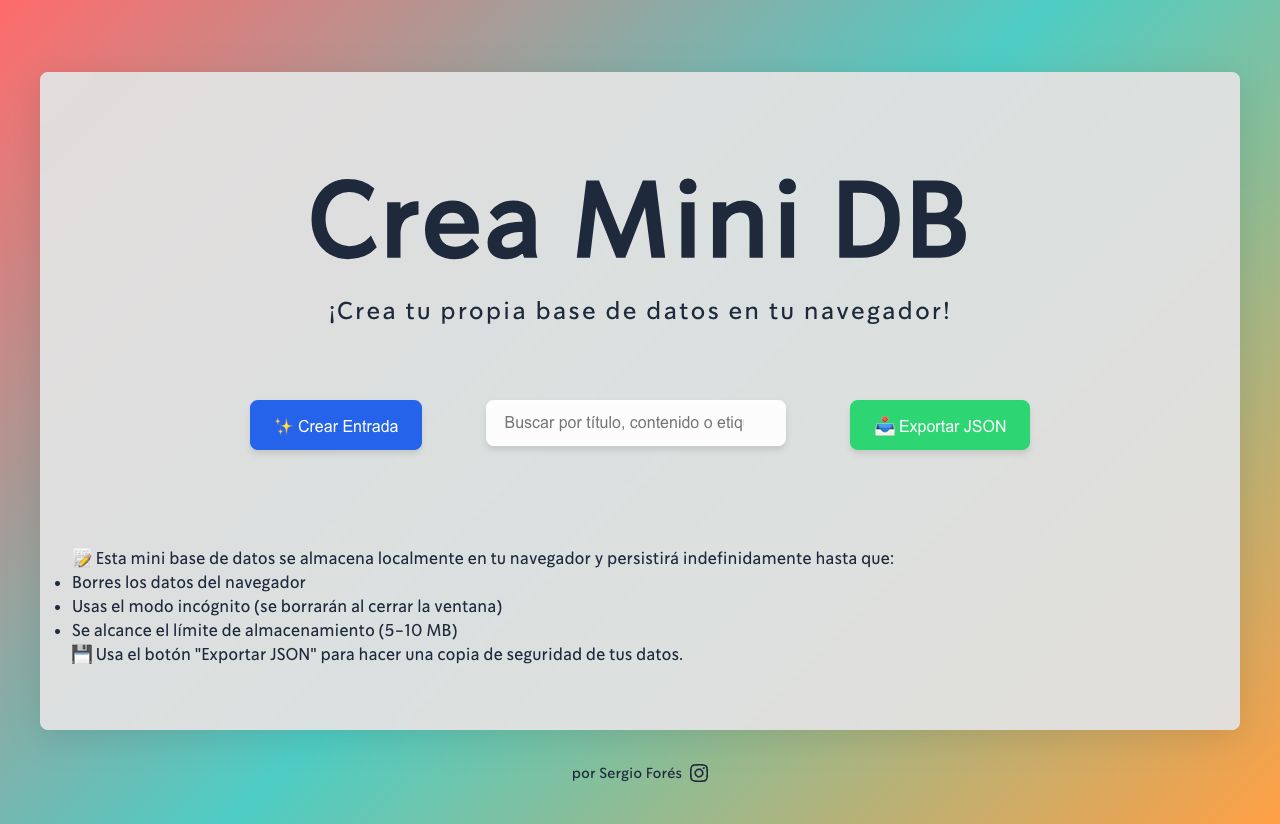 Crea Mini DB
¡Crea tu propia base de datos en tu navegador!
✨ Crear Entrada
Buscar por título, contenido o etiq
📥 Exportar JSON
📝 Esta mini base de datos se almacena localmente en tu navegador y persistirá indefinidamente hasta que:
• Borres los datos del navegador
• Usas el modo incógnito (se borrarán al cerrar la ventana)
• Se alcance el límite de almacenamiento (5-10 MB)
💾 Usa el botón "Exportar JSON" para hacer una copia de seguridad de tus datos.
por Sergio Forés